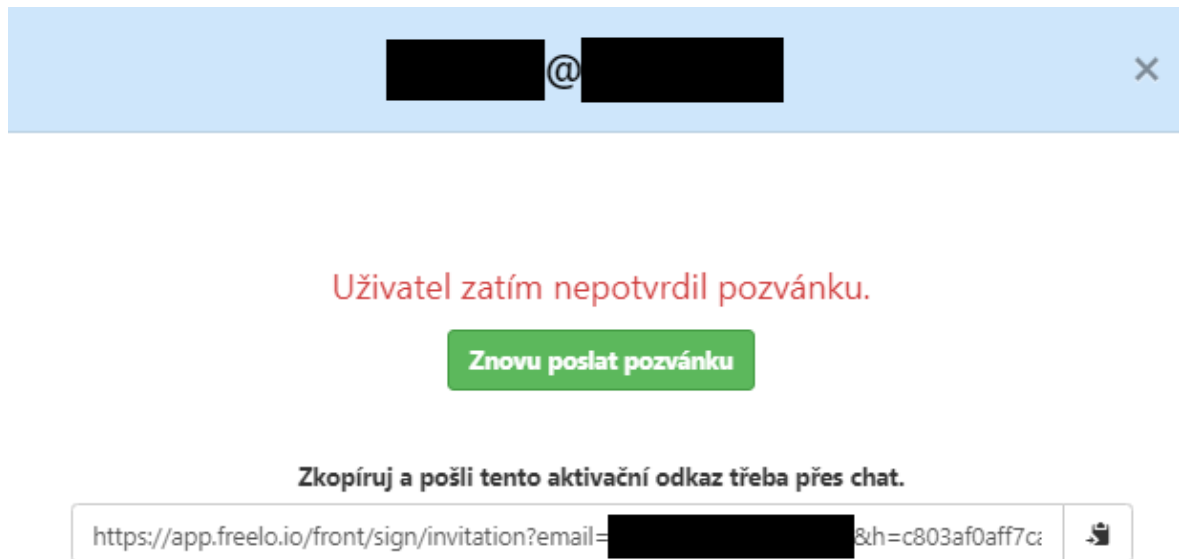 @
×
Uživatel zatím nepotvrdil pozvánku.
Znovu poslat pozvánku
Zkopíruj a pošli tento aktivační odkaz třeba přes chat.
https://app.freelo.io/front/sign/invitation?email= &h=c803af0aff7ca